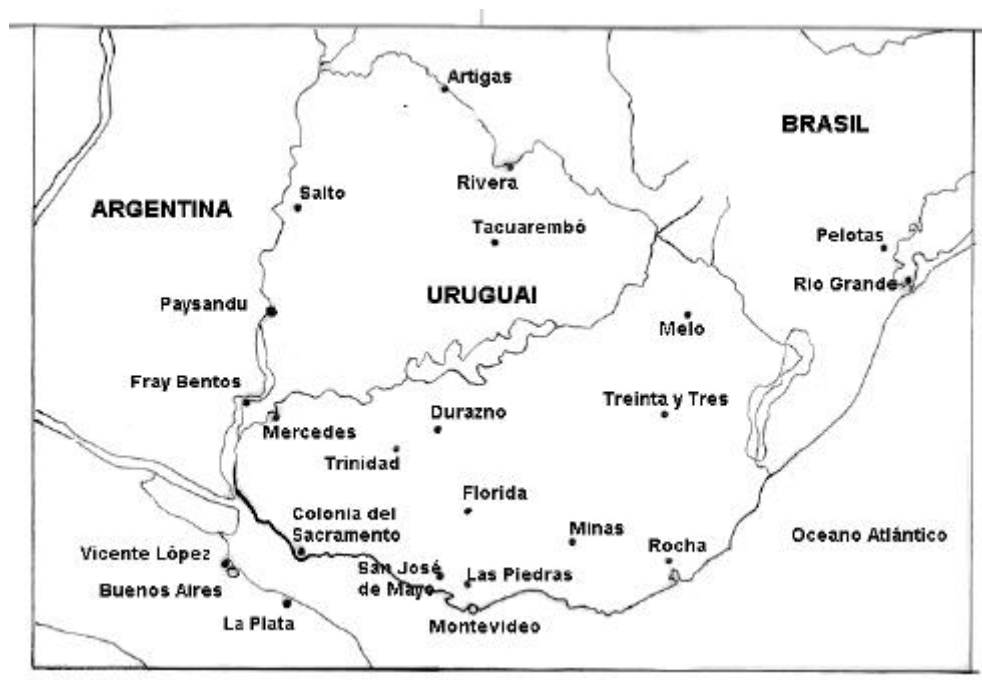 Artigas
BRASIL
Rivera
Salto
ARGENTINA
Tacuarembó
Pelotas
Rio Grande
URUGUAI
Paysandu
Melo
Fray Bentos
Mercedes
Durazno
Treinta y Tres
Trinidad
Florida
Colonia del
Sacramento
Minas
Oceano Atlántico
Rocha
Vicente López
San José
de Mayo
Las Piedras
Buenos Aires
La Plata
Montevideo